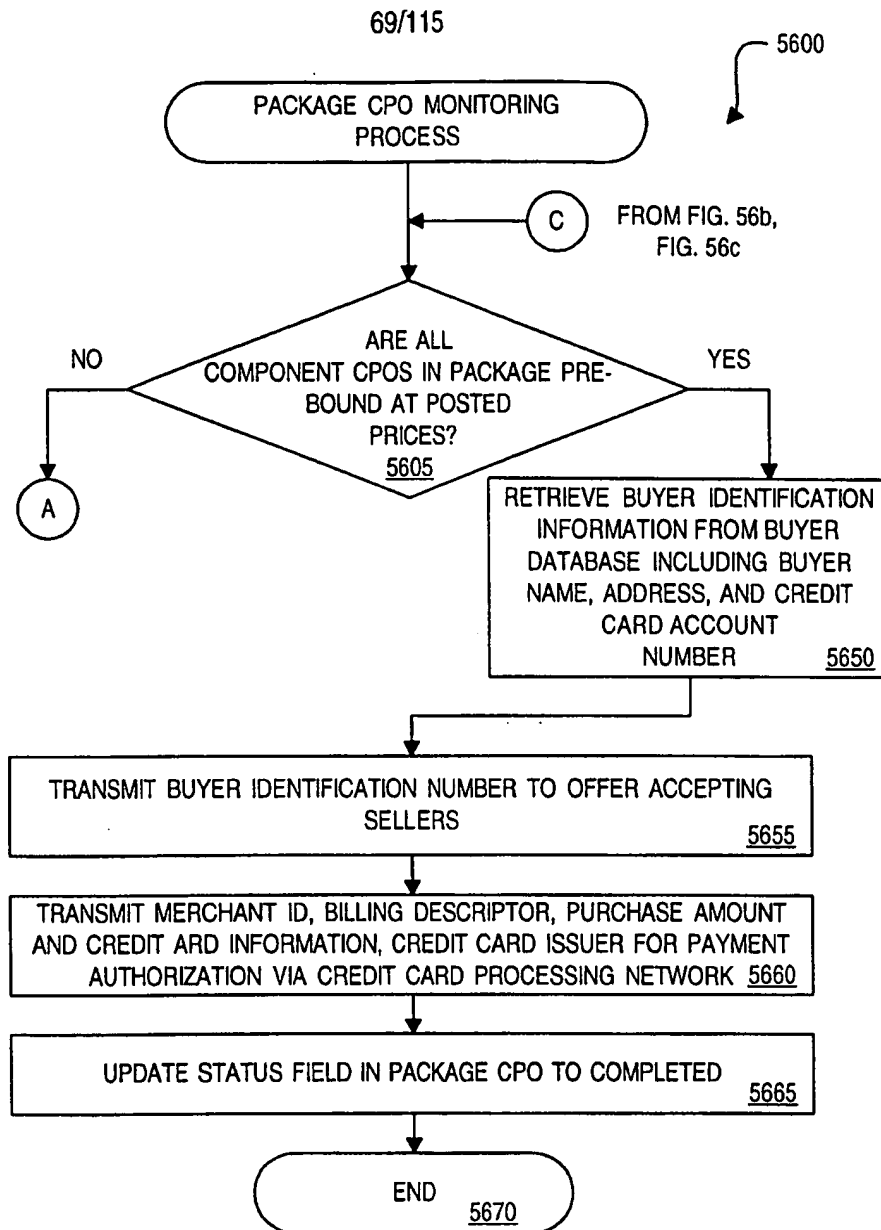 69/115
5600
PACKAGE CPO MONITORING
PROCESS
C
FROM FIG. 56b,
FIG. 56c
NO
YES
ARE ALL
COMPONENT CPOS IN PACKAGE PRE-
BOUND AT POSTED
PRICES?
5605
A
RETRIEVE BUYER IDENTIFICATION
INFORMATION FROM BUYER
DATABASE INCLUDING BUYER
NAME, ADDRESS, AND CREDIT
CARD ACCOUNT
NUMBER 5650
TRANSMIT BUYER IDENTIFICATION NUMBER TO OFFER ACCEPTING
SELLERS
5655
TRANSMIT MERCHANT ID, BILLING DESCRIPTOR, PURCHASE AMOUNT
AND CREDIT ARD INFORMATION, CREDIT CARD ISSUER FOR PAYMENT
AUTHORIZATION VIA CREDIT CARD PROCESSING NETWORK 5660
UPDATE STATUS FIELD IN PACKAGE CPO TO COMPLETED
5665
END
5670